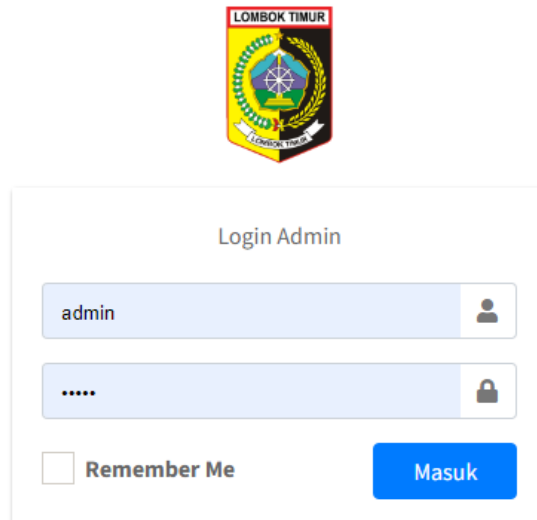 LOMBOK TIMUR
LOMBOK TIMUR
Login Admin
admin
•••••
Remember Me
Masuk